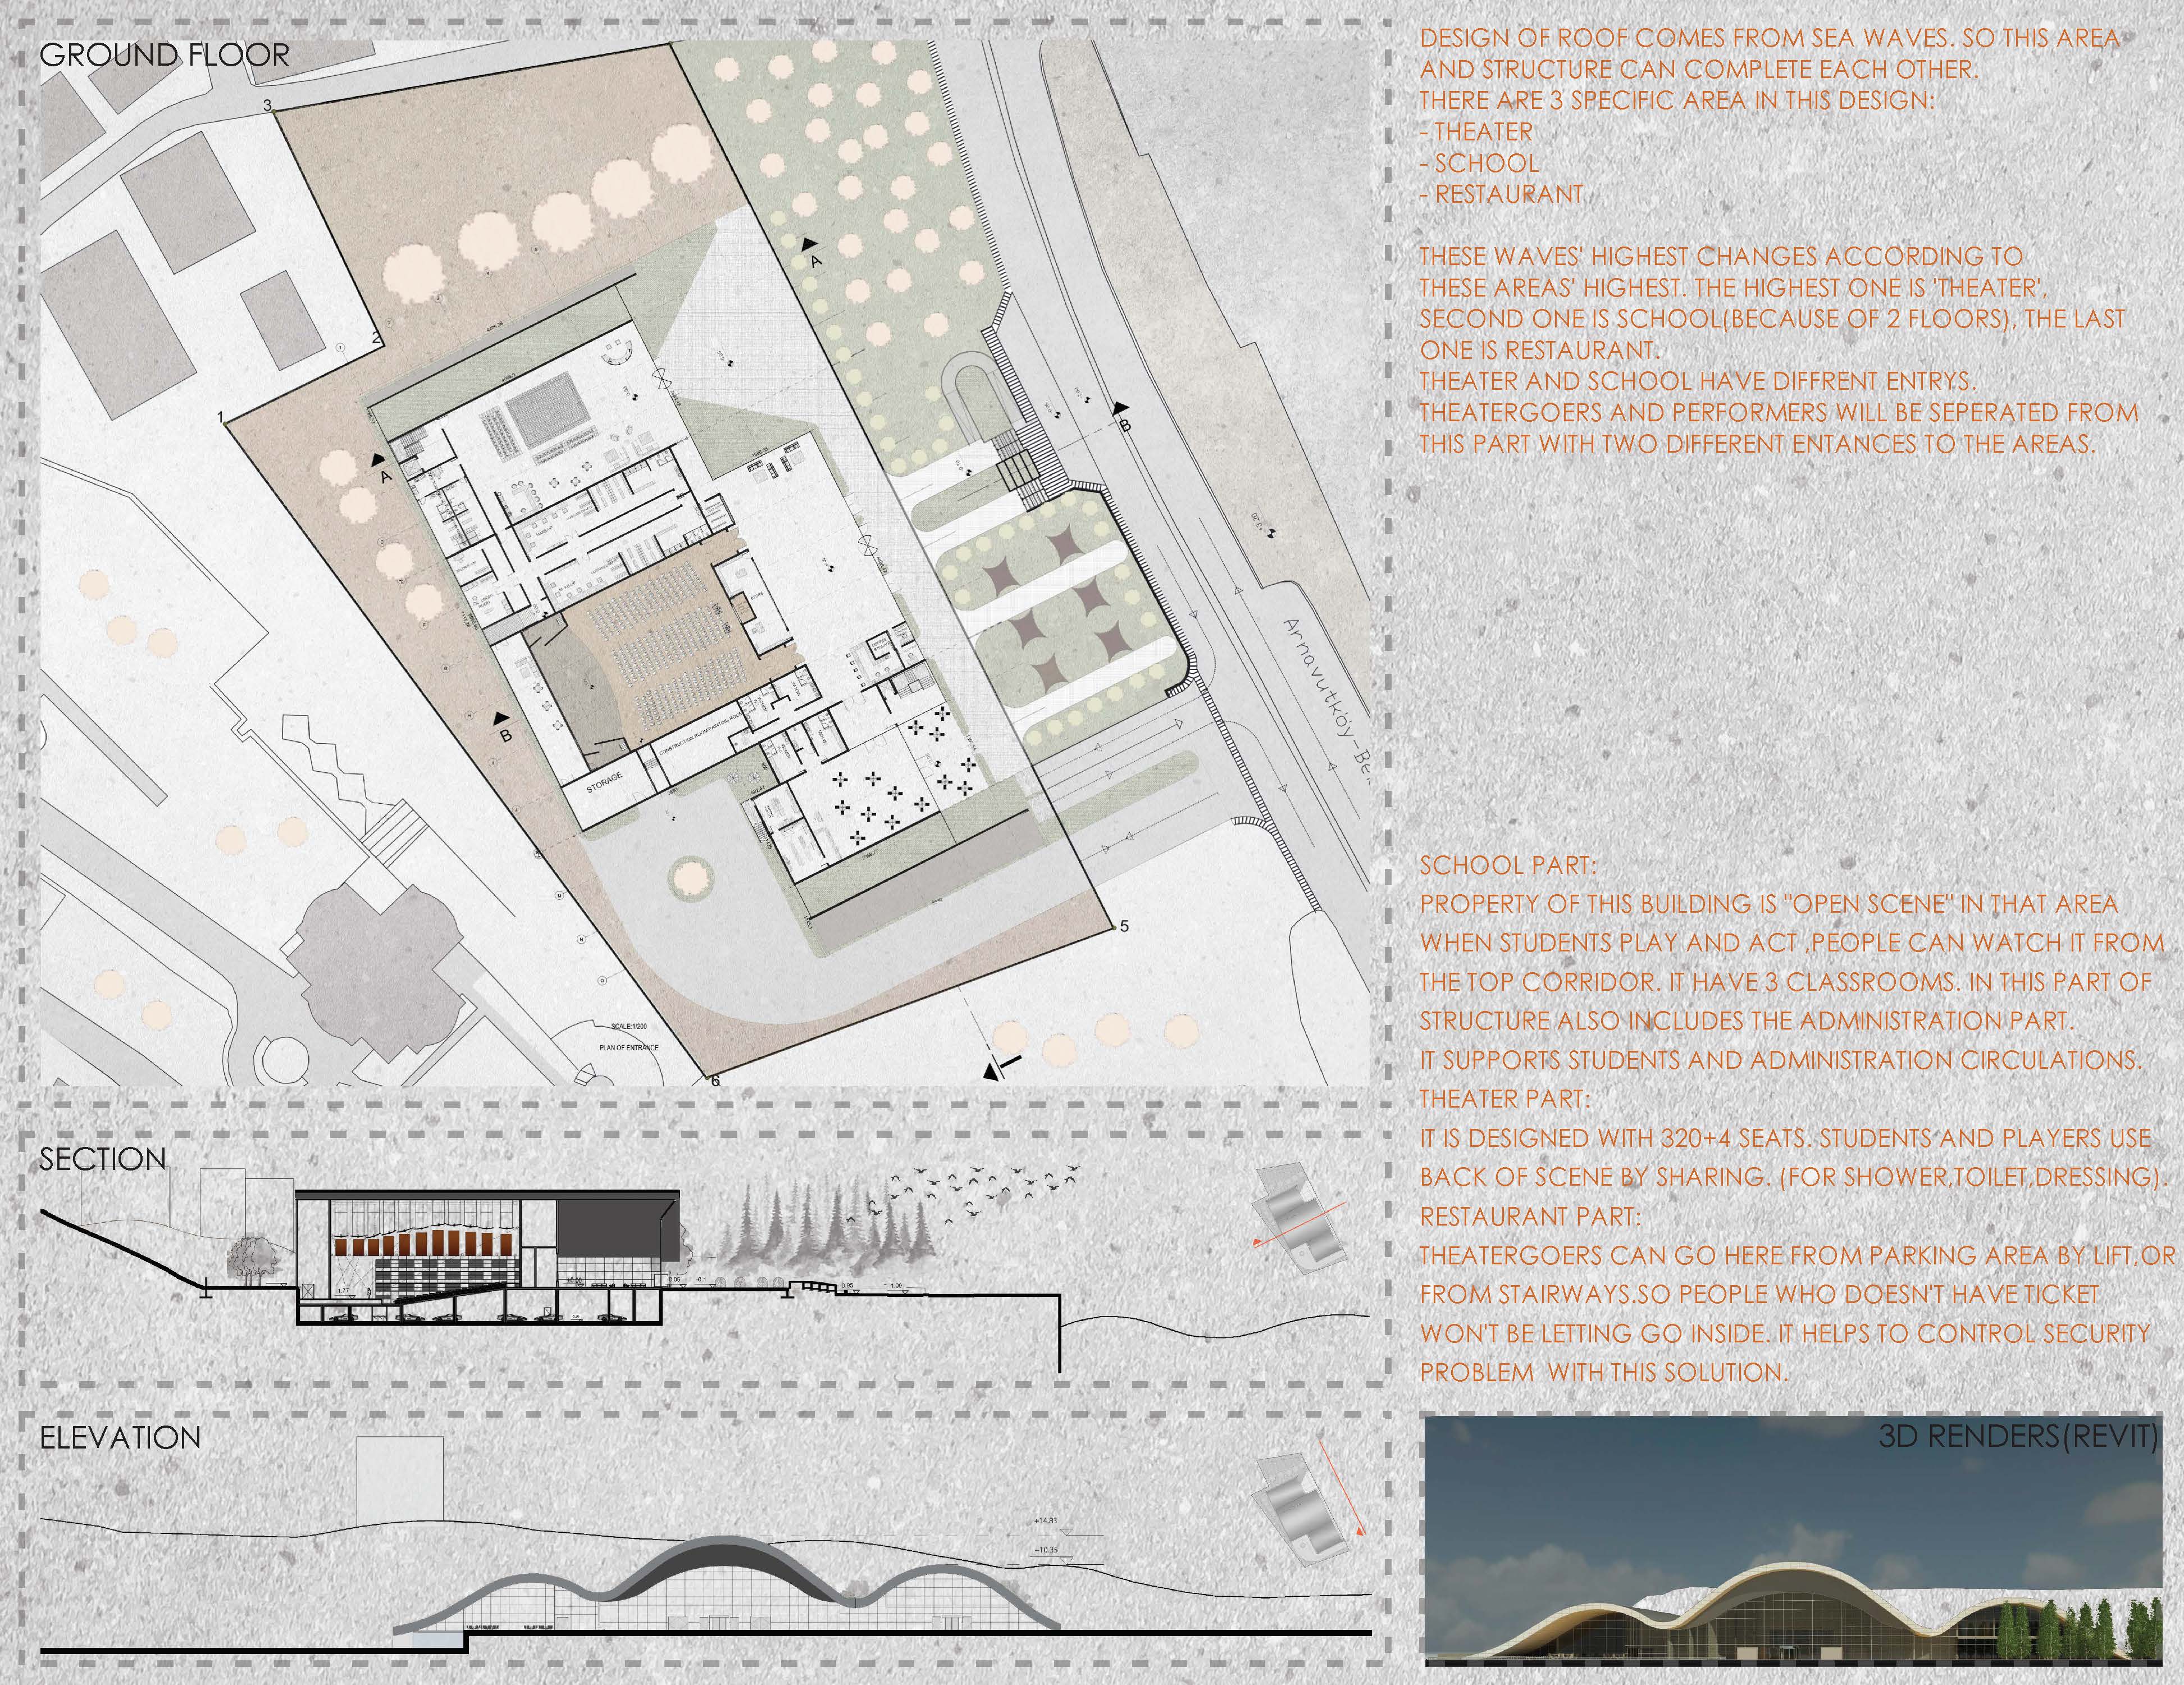 GROUND FLOOR
3
2
1
A
A
B
B
STORAGE
Arnavutköy-Be
5
6
SCALE:1/200
PLAN OF ENTRANCE
SECTION
ELEVATION
+14.83
+10.35
DESIGN OF ROOF COMES FROM SEA WAVES. SO THIS AREA
AND STRUCTURE CAN COMPLETE EACH OTHER.
THERE ARE 3 SPECIFIC AREA IN THIS DESIGN:
- THEATER
- SCHOOL
- RESTAURANT
THESE WAVES' HIGHEST CHANGES ACCORDING TO
THESE AREAS' HIGHEST. THE HIGHEST ONE IS 'THEATER',
SECOND ONE IS SCHOOL(BECAUSE OF 2 FLOORS), THE LAST
ONE IS RESTAURANT.
THEATER AND SCHOOL HAVE DIFFRENT ENTRYS.
THEATERGOERS AND PERFORMERS WILL BE SEPERATED FROM
THIS PART WITH TWO DIFFERENT ENTANCES TO THE AREAS.
SCHOOL PART:
PROPERTY OF THIS BUILDING IS "OPEN SCENE" IN THAT AREA
WHEN STUDENTS PLAY AND ACT ,PEOPLE CAN WATCH IT FROM
THE TOP CORRIDOR. IT HAVE 3 CLASSROOMS. IN THIS PART OF
STRUCTURE ALSO INCLUDES THE ADMINISTRATION PART.
IT SUPPORTS STUDENTS AND ADMINISTRATION CIRCULATIONS.
THEATER PART:
IT IS DESIGNED WITH 320+4 SEATS. STUDENTS AND PLAYERS USE
BACK OF SCENE BY SHARING. (FOR SHOWER,TOILET,DRESSING).
RESTAURANT PART:
THEATERGOERS CAN GO HERE FROM PARKING AREA BY LIFT,OR
FROM STAIRWAYS.SO PEOPLE WHO DOESN'T HAVE TICKET
WON'T BE LETTING GO INSIDE. IT HELPS TO CONTROL SECURITY
PROBLEM WITH THIS SOLUTION.
3D RENDERS(REVIT)